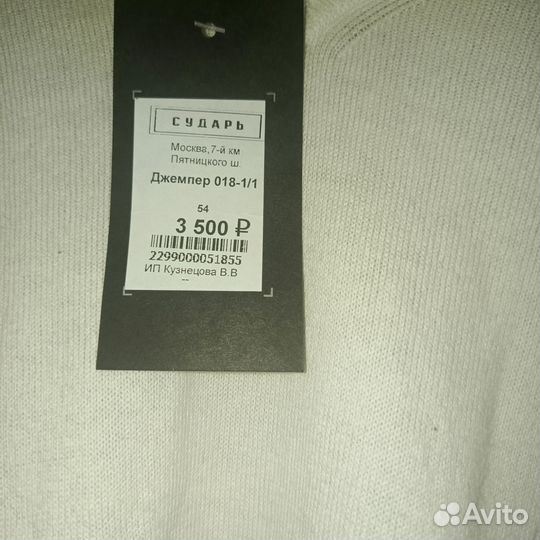 СУДАРЬ
Москва,7-й км
Пятницкого ш.
Джемпер 018-1/1
54
3 500 ₽
2299000051855
ИП Кузнецова В.В
--
Avito